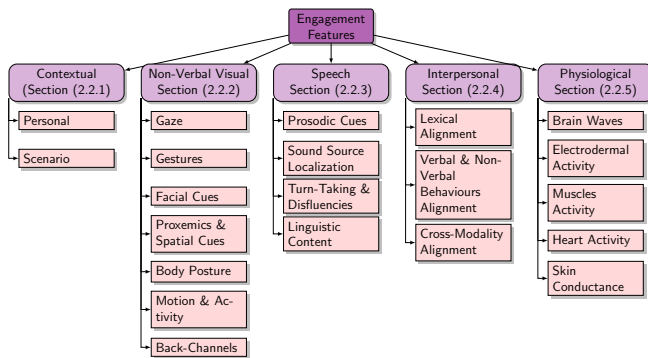 Engagement
Features
Contextual
(Section (2.2.1)
Non-Verbal Visual
Section (2.2.2)
Speech
Section (2.2.3)
Interpersonal
Section (2.2.4)
Physiological
Section (2.2.5)
Personal
Scenario
Gaze
Gestures
Facial Cues
Proxemics &
Spatial Cues
Body Posture
Motion & Ac-
tivity
Back-Channels
Prosodic Cues
Sound Source
Localization
Turn-Taking &
Disfluencies
Linguistic
Content
Lexical
Alignment
Verbal & Non-
Verbal
Behaviours
Alignment
Cross-Modality
Alignment
Brain Waves
Electrodermal
Activity
Muscles
Activity
Heart Activity
Skin
Conductance